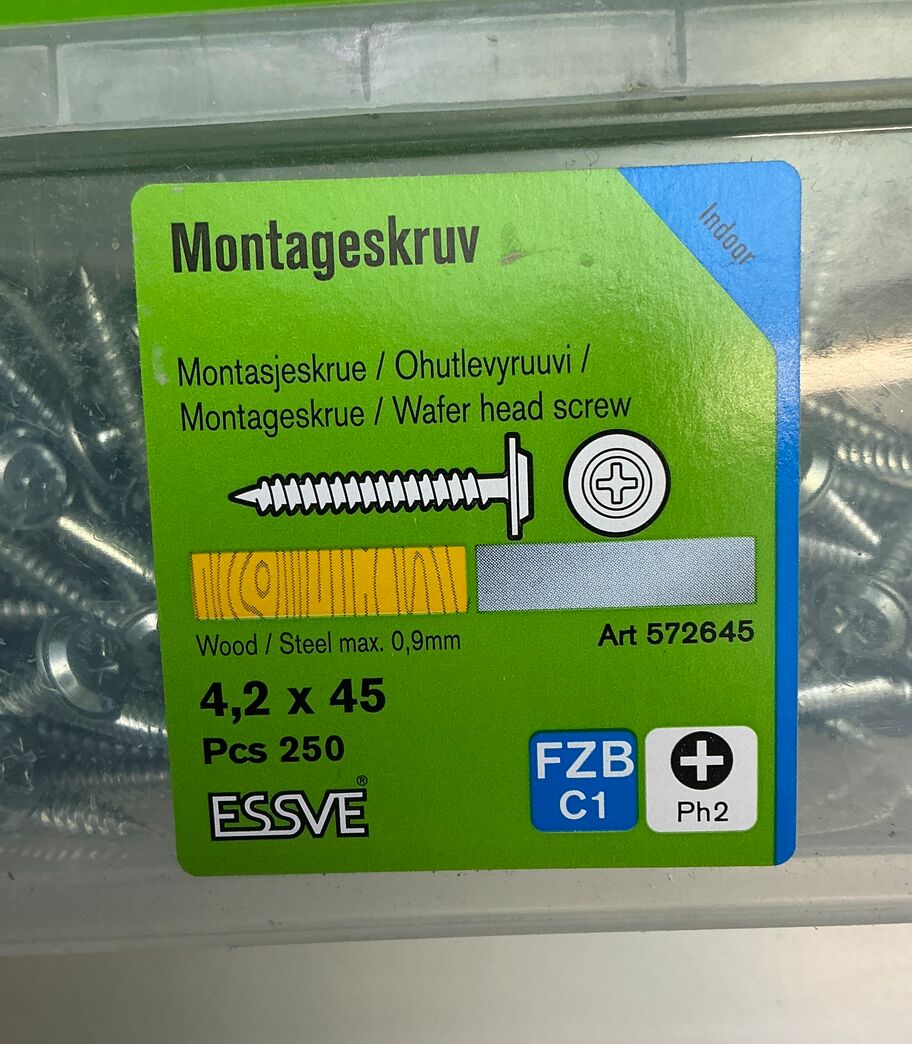 Montageskruv
Indoor
Montasjeskrue / Ohutlevyruuvi /
Montageskrue / Wafer head screw
Wood / Steel max. 0,9mm
Art 572645
4,2 x 45
Pcs 250
ESSVE®
FZB
C1
Ph2